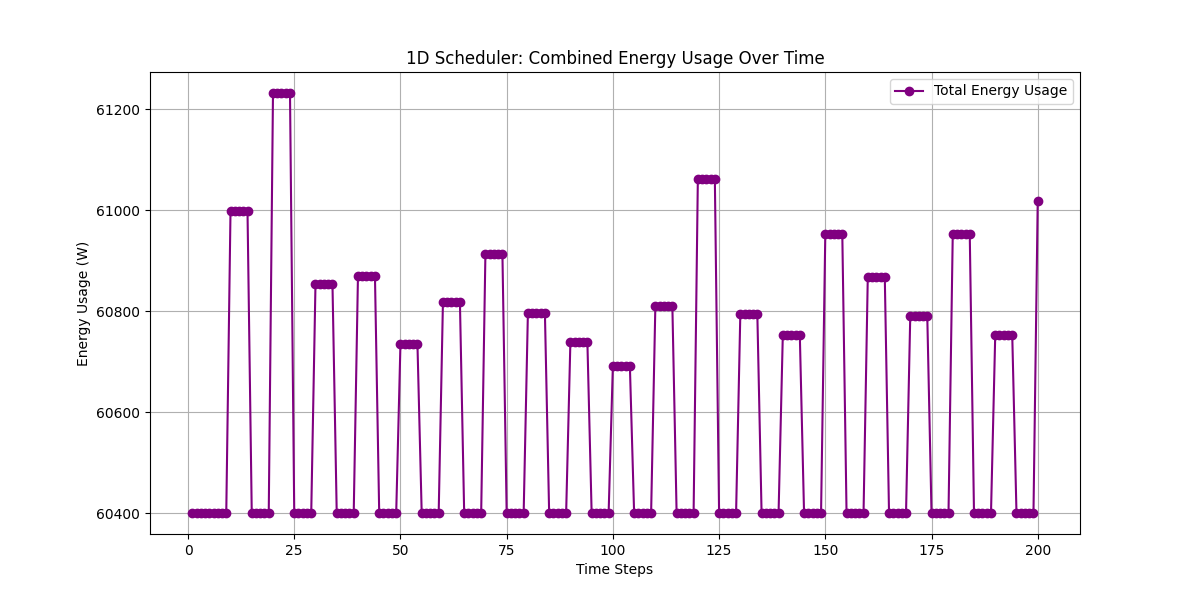 1D Scheduler: Combined Energy Usage Over Time
Total Energy Usage
Energy Usage (W)
61200
61000
60800
60600
60400
0 25 50 75 100 125 150 175 200
Time Steps